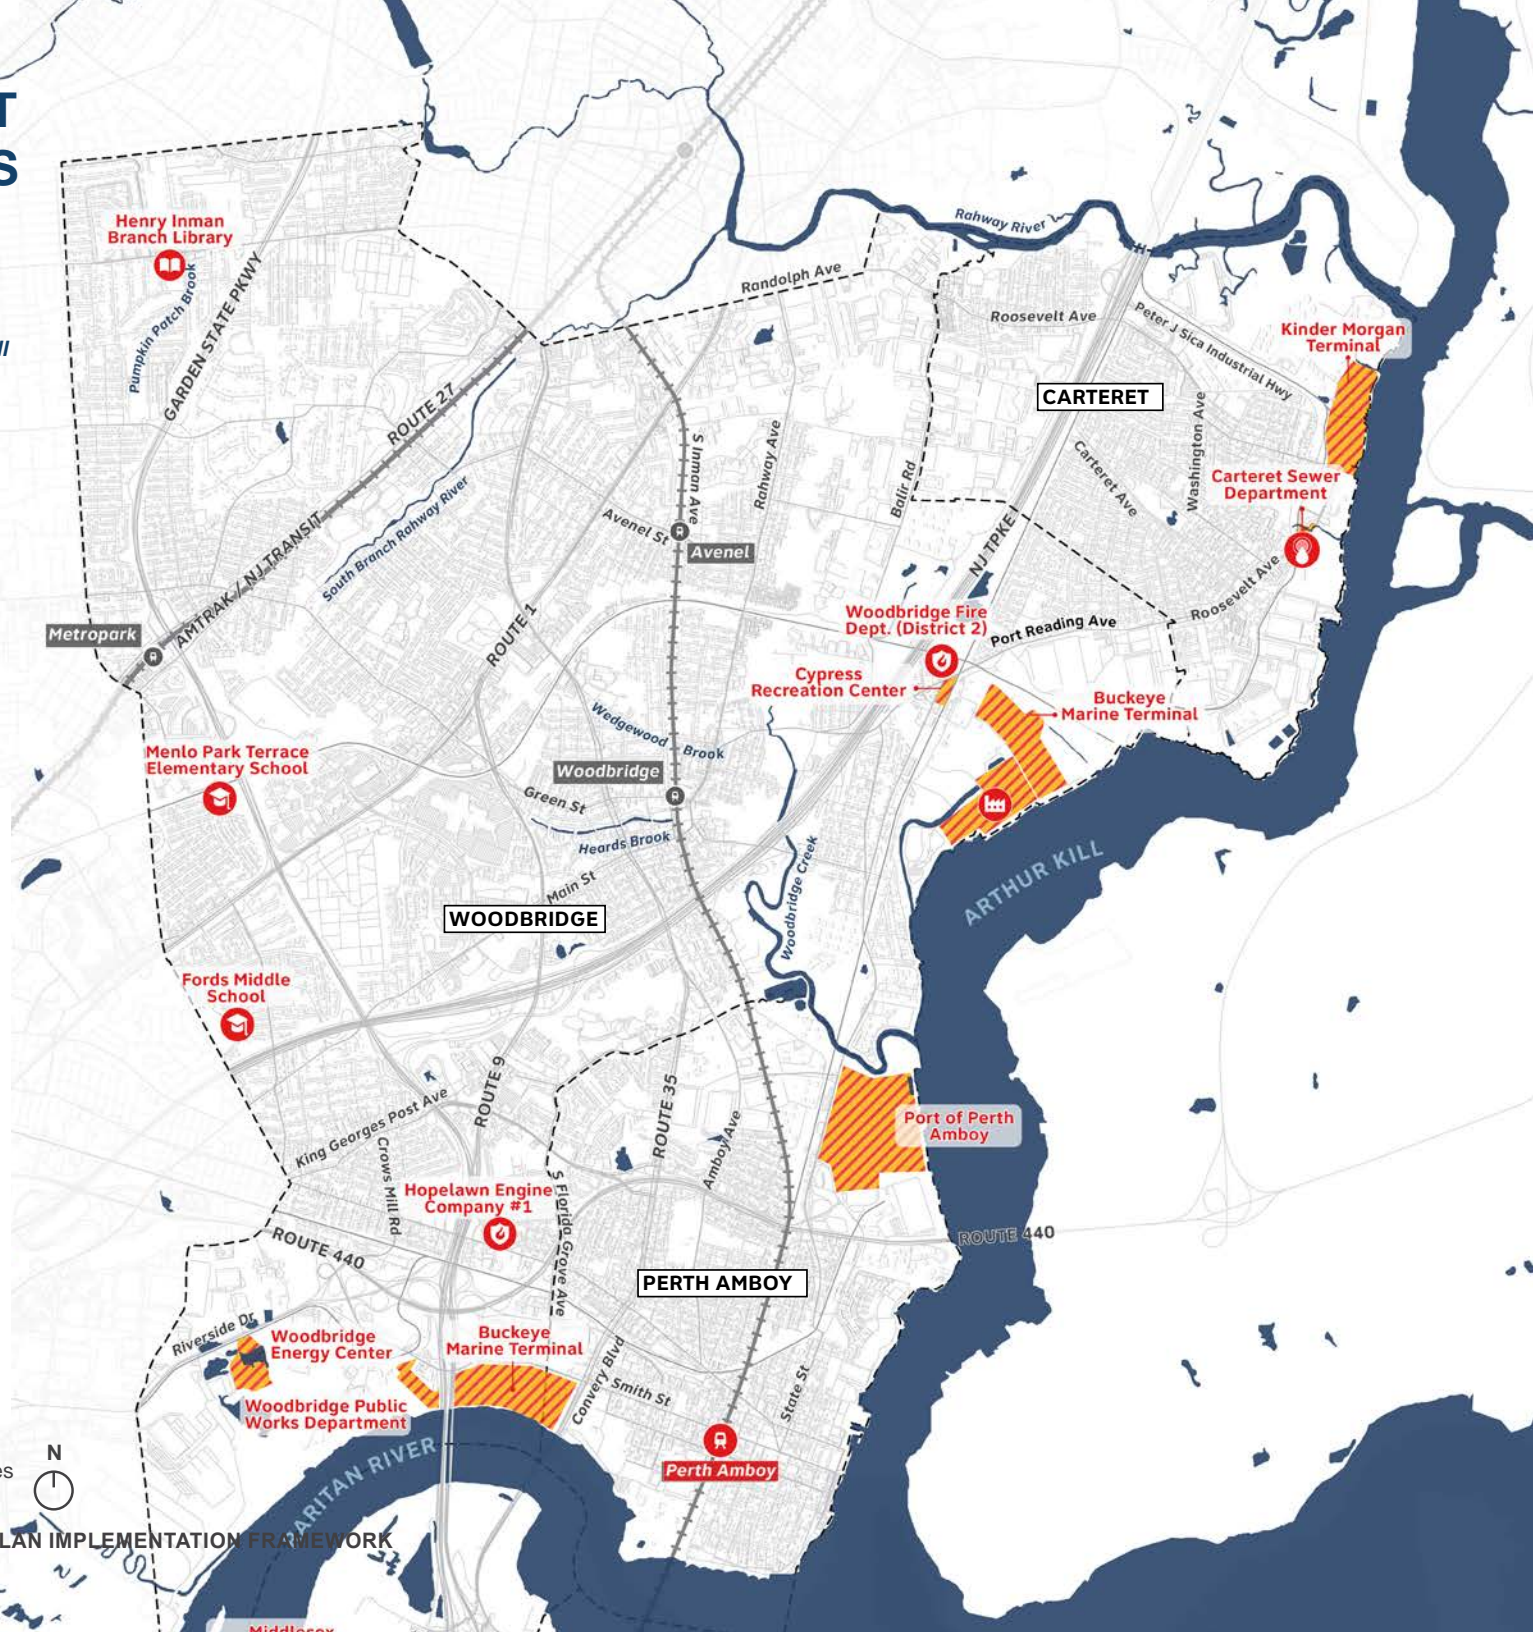 T
S
Henry Inman
Branch Library
Pumpkin Patch Brook
GARDEN STATE PKWY
ROUTE 27
Rahway River
Randolph Ave
Roosevelt Ave
Peter J Sica Industrial Hwy
Kinder Morgan
Terminal
CARTERET
S Inman Ave
Rahway Ave
Balir Rd
Carteret Ave
Washington Ave
Carteret Sewer
Department
South Branch Rahway River
Avenel St
Avenel
NJ TPKE
AMTRAK / NJ TRANSIT
Metropark
ROUTE 1
Woodbridge Fire
Dept. (District 2)
Port Reading Ave
Roosevelt Ave
Cypress
Recreation Center
Buckeye
Marine Terminal
Wedgewood Brook
Menlo Park Terrace
Elementary School
Woodbridge
Green St
Heards Brook
Main St
Woodbridge Creek
ARTHUR KILL
WOODBRIDGE
Fords Middle
School
ROUTE 9
ROUTE 35
King Georges Post Ave
Crows Mill Rd
Amboy Ave
Port of Perth
Amboy
Hopelawn Engine
Company #1
S Florida Grove Ave
ROUTE 440
ROUTE 440
PERTH AMBOY
Riverside Dr
Woodbridge
Energy Center
Buckeye
Marine Terminal
Convery Blvd
Smith St
State St
Woodbridge Public
Works Department
RARITAN RIVER
Perth Amboy
N
es
LAN IMPLEMENTATION FRAMEWORK
Middlesex